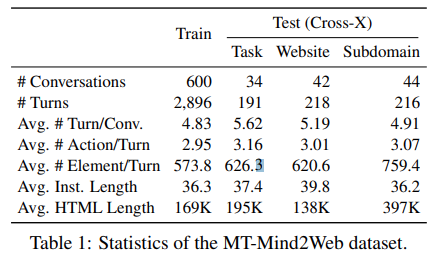 Train Test (Cross-X)
Task Website Subdomain
# Conversations 600 34 42 44
# Turns 2,896 191 218 216
Avg. # Turn/Conv. 4.83 5.62 5.19 4.91
Avg. # Action/Turn 2.95 3.16 3.01 3.07
Avg. # Element/Turn 573.8 626.3 620.6 759.4
Avg. Inst. Length 36.3 37.4 39.8 36.2
Avg. HTML Length 169K 195K 138K 397K
Table 1: Statistics of the MT-Mind2Web dataset.